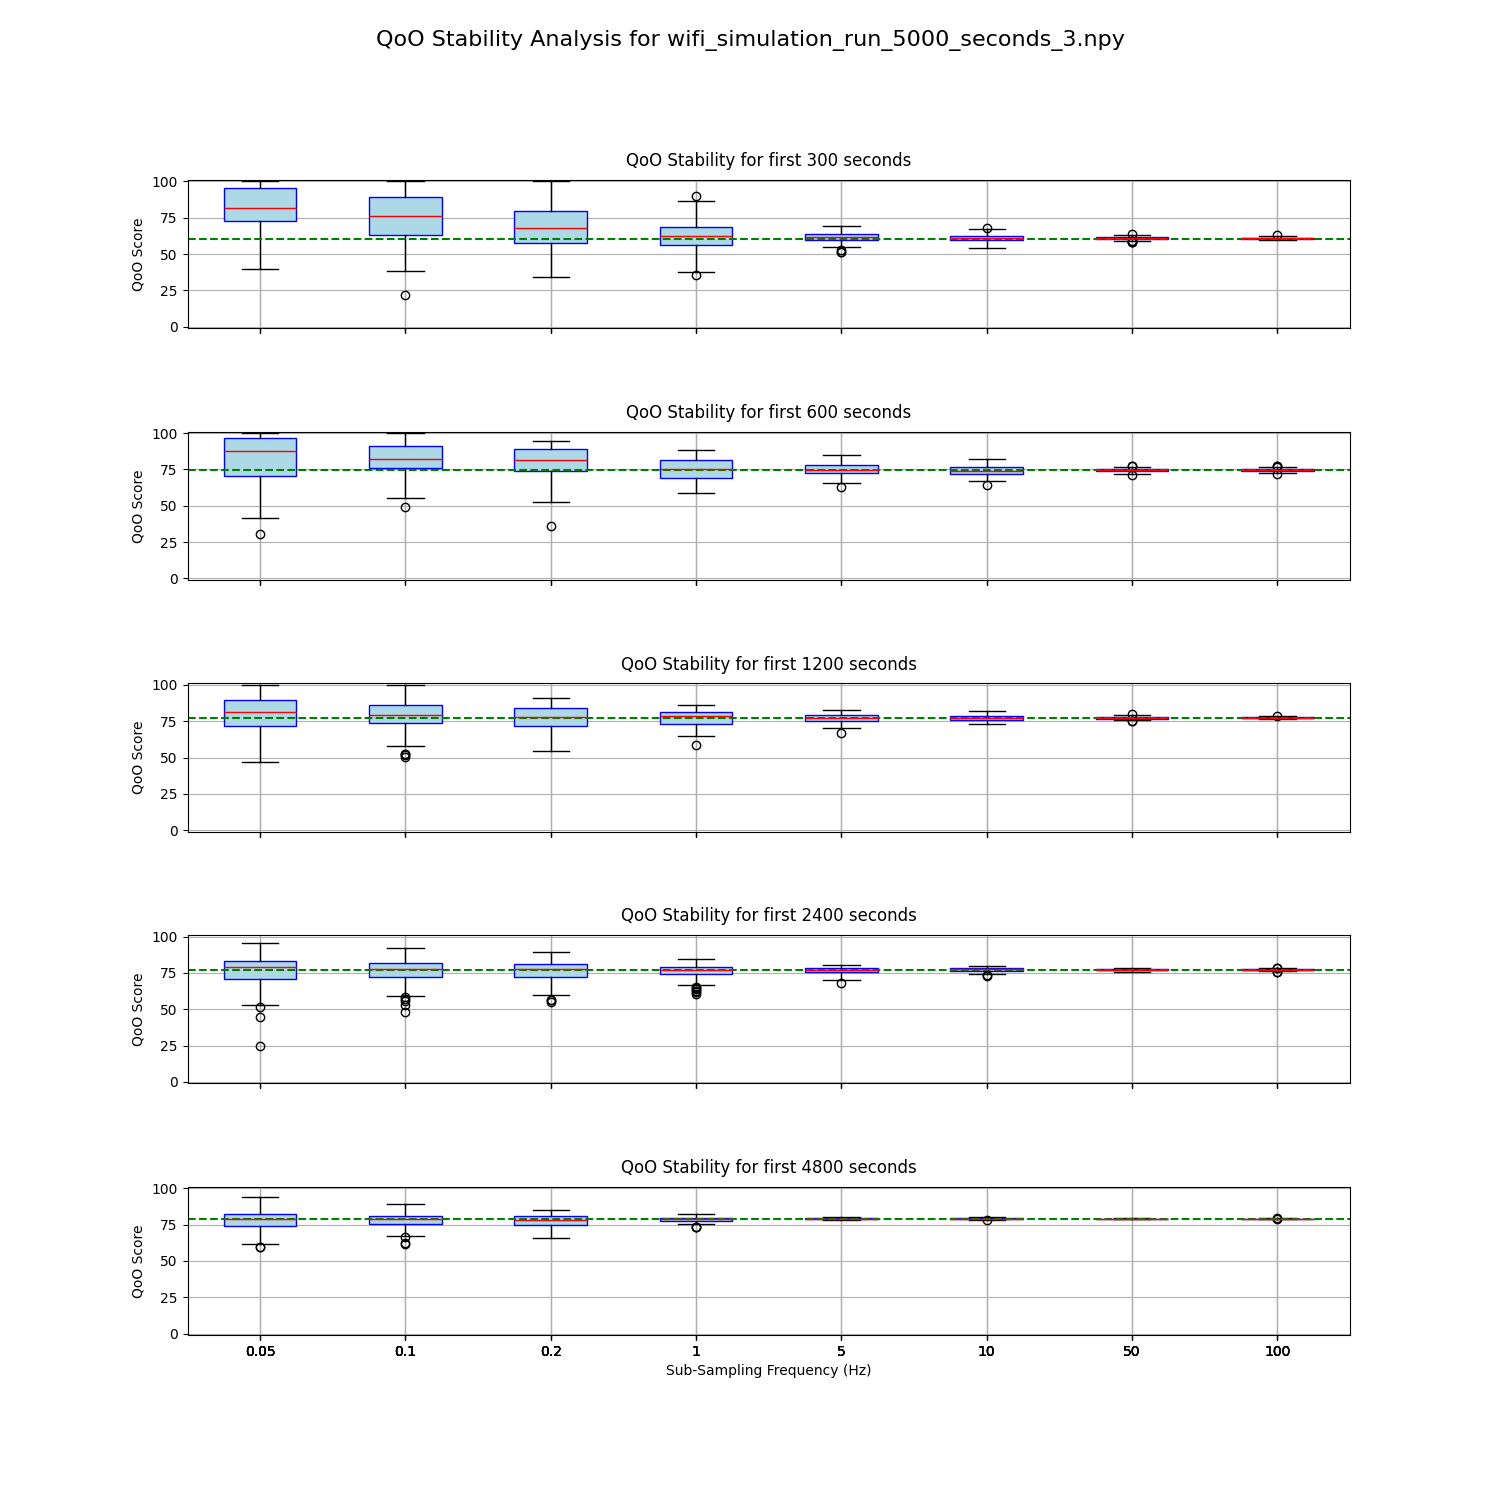 QoO Stability Analysis for wifi_simulation_run_5000_seconds_3.npy
QoO Stability for first 300 seconds
100
75
50
25
0
QoO Score
QoO Stability for first 600 seconds
100
75
50
25
0
QoO Score
QoO Stability for first 1200 seconds
100
75
50
25
0
QoO Score
QoO Stability for first 2400 seconds
100
75
50
25
0
QoO Score
QoO Stability for first 4800 seconds
100
75
50
25
0
QoO Score
0.05 0.1 0.2 1 5 10 50 100
Sub-Sampling Frequency (Hz)